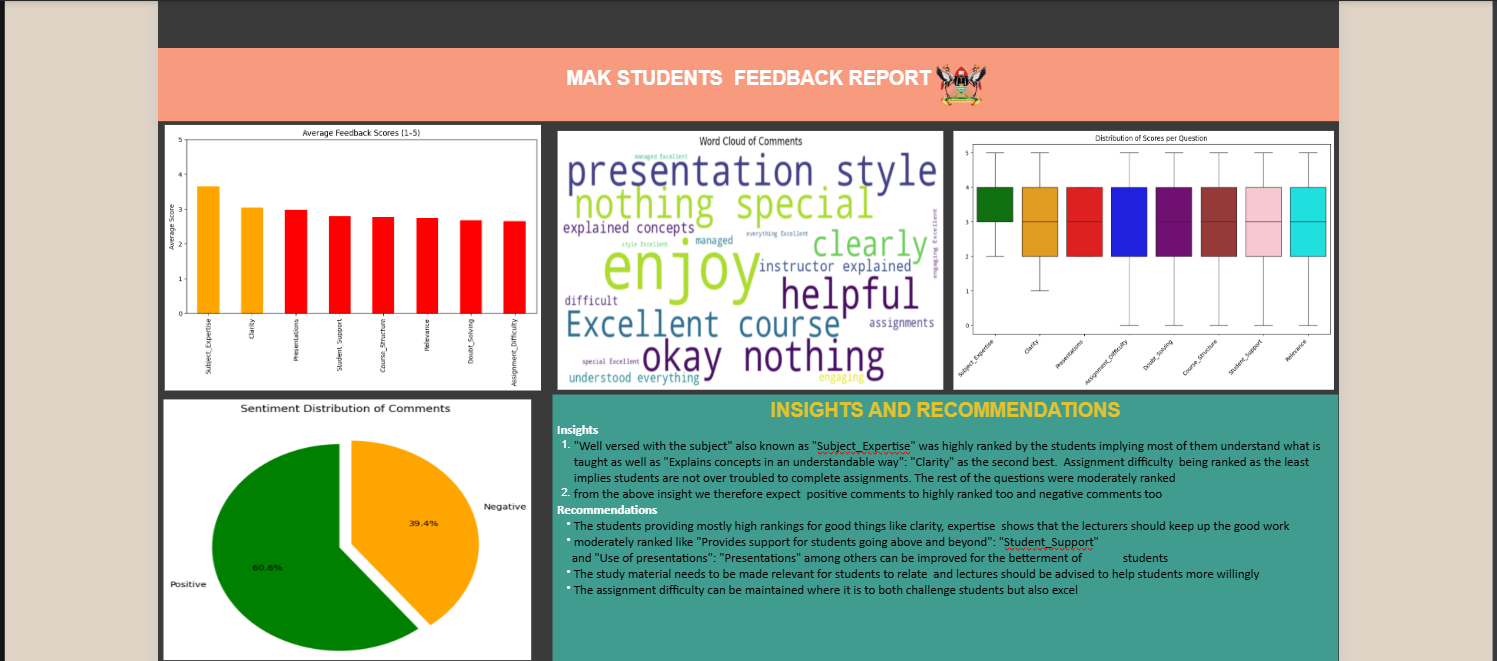 MAK STUDENTS FEEDBACK REPORT
Average Feedback Scores (1–5)
5
4
3
2
1
0
Average Score
Subject_Expertise
Clarity
Presentations
Student_Support
Course_Structure
Relevance
Doubt_Solving
Assignment_Difficulty
Word Cloud of Comments
managed Excellent
presentation style
nothing special
explained concepts
everything Excellent
style Excellent
managed
clearly
engaging Excellent
enjoy
instructor explained
helpful
difficult
Excellent course
assignments
special Excellent
okay nothing
understood everything
engaging
Distribution of Scores per Question
5
4
3
2
1
0
Subject_Expertise
Clarity
Presentations
Assignment_Difficulty
Doubt_Solving
Course_Structure
Student_Support
Relevance
Sentiment Distribution of Comments
Negative
39.4%
60.6%
Positive
INSIGHTS AND RECOMMENDATIONS
Insights
1. "Well versed with the subject" also known as "Subject_Expertise" was highly ranked by the students implying most of them understand what is
taught as well as "Explains concepts in an understandable way": "Clarity" as the second best. Assignment difficulty being ranked as the least
implies students are not over troubled to complete assignments. The rest of the questions were moderately ranked
2. from the above insight we therefore expect positive comments to highly ranked too and negative comments too
Recommendations
• The students providing mostly high rankings for good things like clarity, expertise shows that the lecturers should keep up the good work
• moderately ranked like "Provides support for students going above and beyond": "Student_Support"
and "Use of presentations": "Presentations" among others can be improved for the betterment of students
• The study material needs to be made relevant for students to relate and lectures should be advised to help students more willingly
• The assignment difficulty can be maintained where it is to both challenge students but also excel